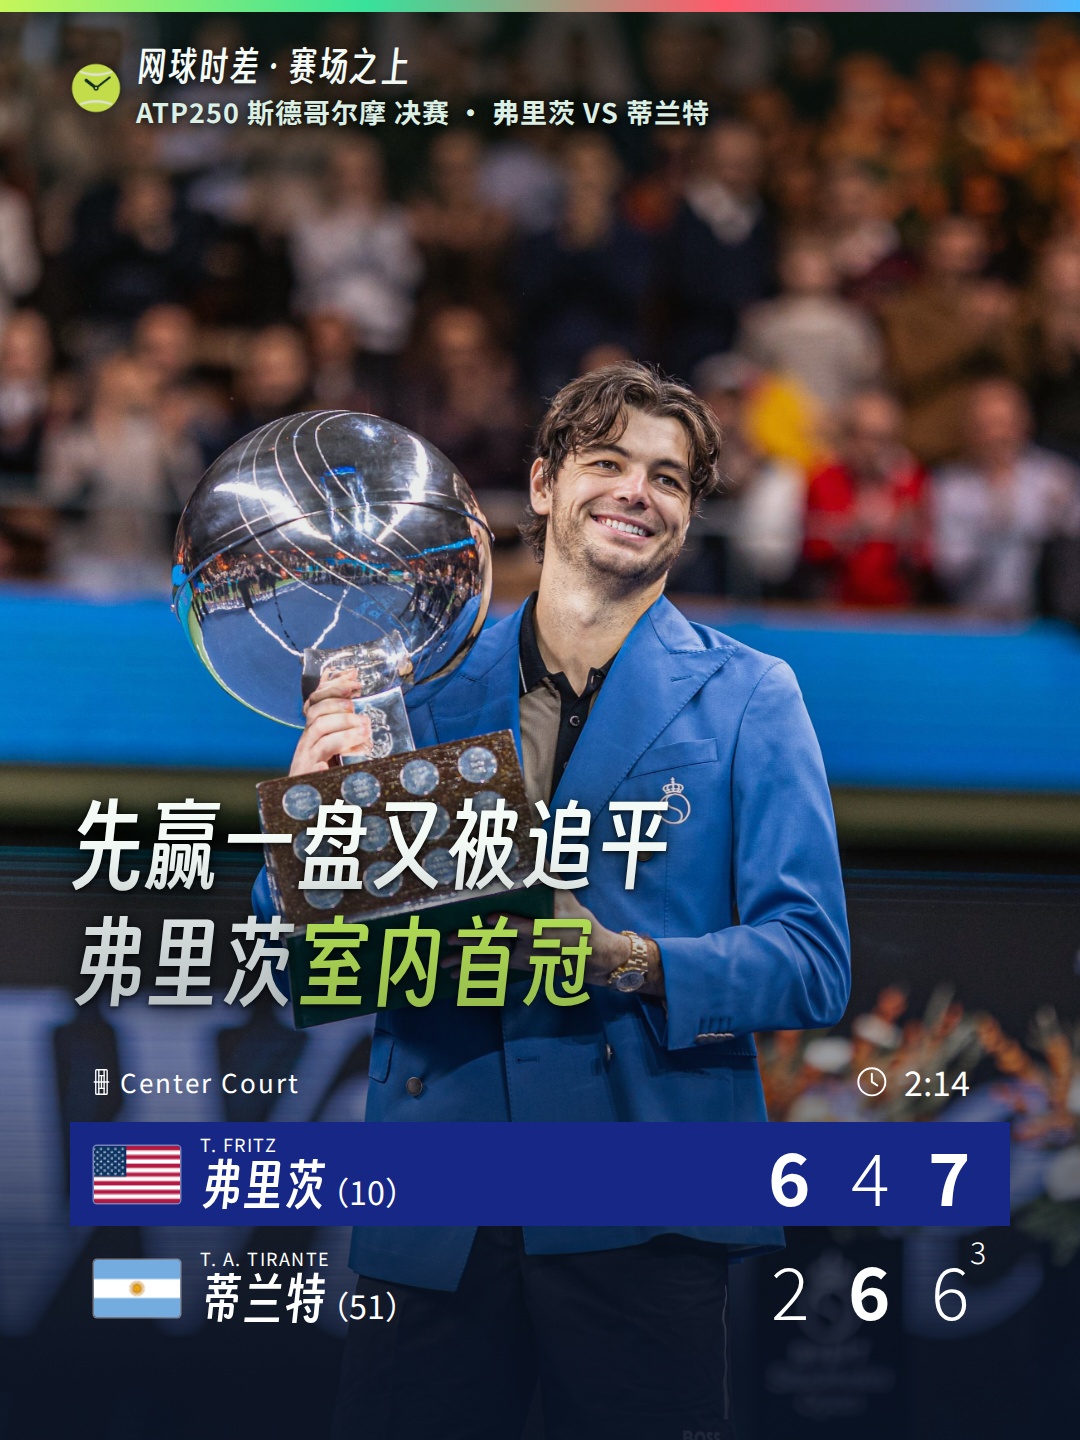 网球时差·赛场之上
ATP250 斯德哥尔摩 决赛 • 弗里茨 VS 蒂兰特
先赢一盘又被追平
弗里茨室内首冠
Center Court
2:14
T. FRITZ
弗里茨 (10)
6 4 7
T. A. TIRANTE
蒂兰特 (51)
2 6 6 3
BOSS